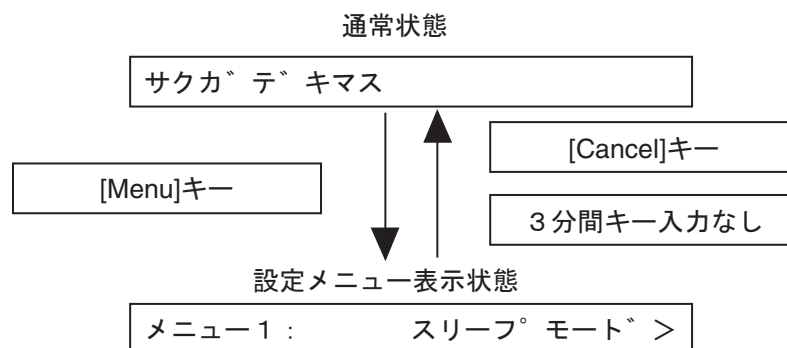 通常状態
サクカ゛テ゛キマス
[Cancel]キー
[Menu]キー
３分間キー入力なし
設定メニュー表示状態
メニュー１： スリーフ゜モート゛＞